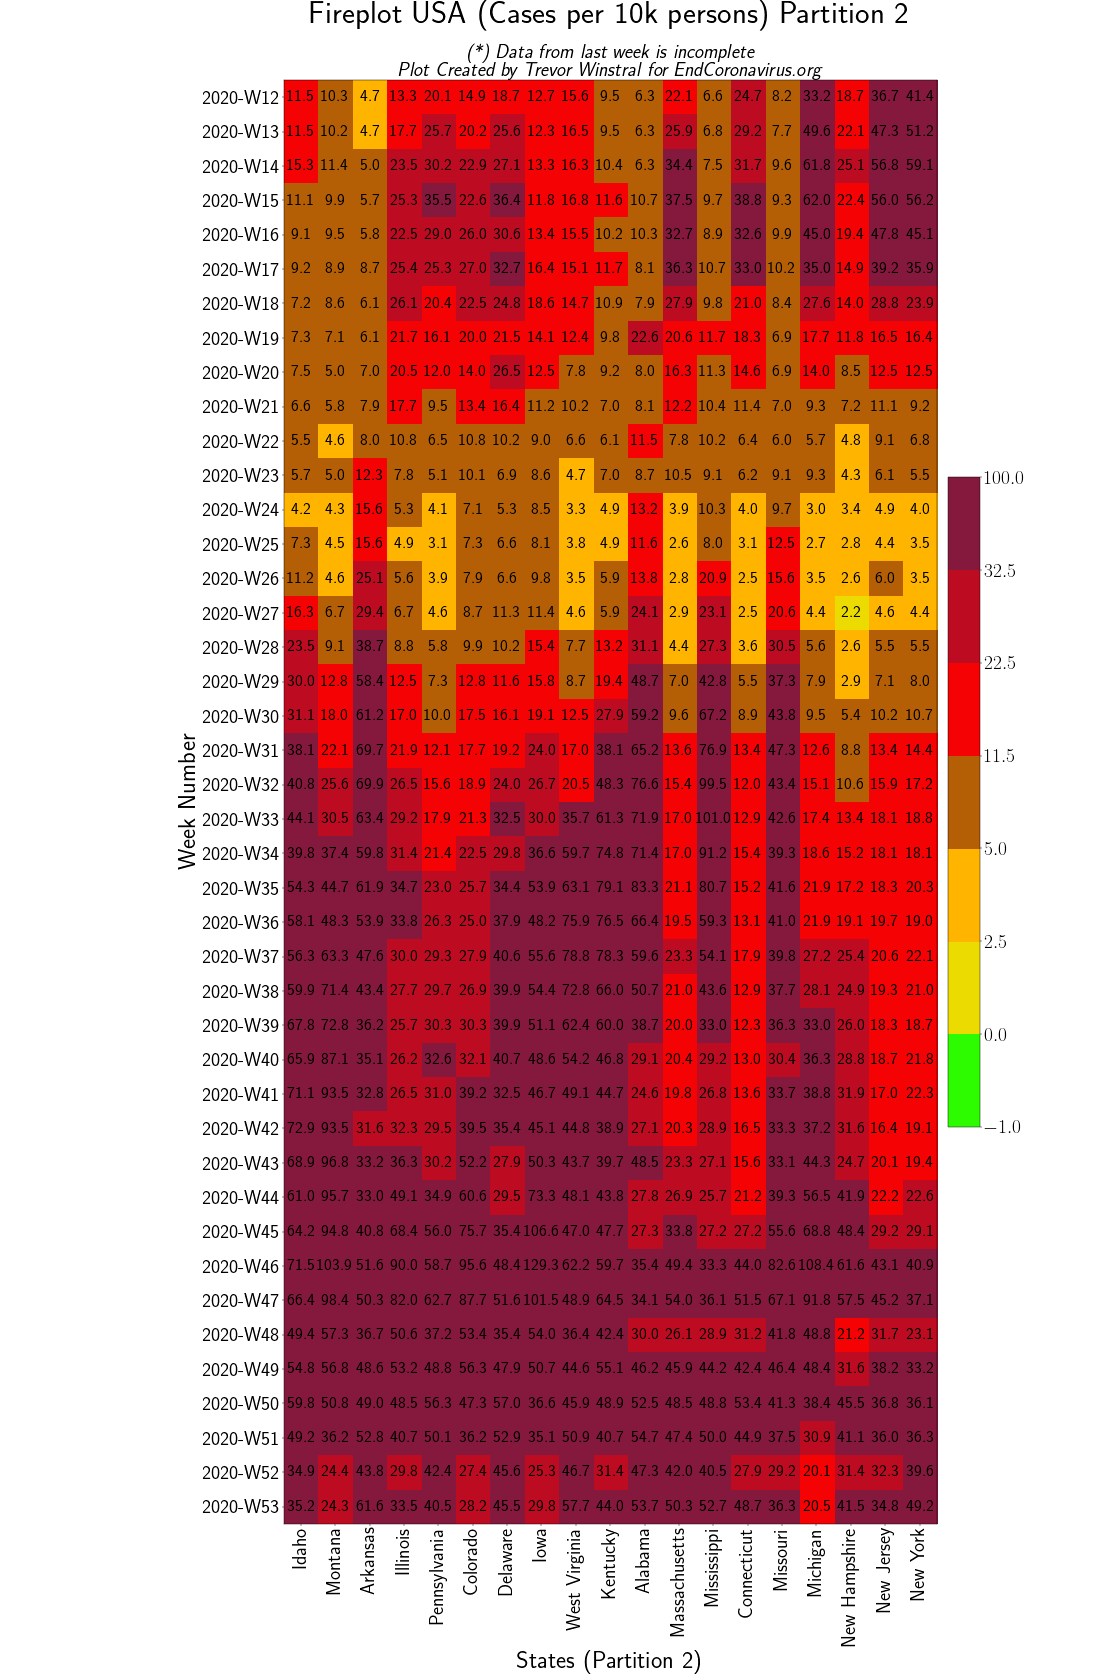 Fireplot USA (Cases per 10k persons) Partition 2
(*) Data from last week is incomplete
Plot Created by Trevor Winstral for EndCoronavirus.org
2020-W12 11.5 10.3 4.7 13.3 20.1 14.9 18.7 12.7 15.6 9.5 6.3 22.1 6.6 24.7 8.2 33.2 18.7 36.7 41.4
2020-W13 11.5 10.2 4.7 17.7 25.7 20.2 25.6 12.3 16.5 9.5 6.3 25.9 6.8 29.2 7.7 49.6 22.1 47.3 51.2
2020-W14 15.3 11.4 5.0 23.5 30.2 22.9 27.1 13.3 16.3 10.4 6.3 34.4 7.5 31.7 9.6 61.8 25.1 56.8 59.1
2020-W15 11.1 9.9 5.7 25.3 35.5 22.6 36.4 11.8 16.8 11.6 10.7 37.5 9.7 38.8 9.3 62.0 22.4 56.0 56.2
2020-W16 9.1 9.5 5.8 22.5 29.0 26.0 30.6 13.4 15.5 10.2 10.3 32.7 8.9 32.6 9.9 45.0 19.4 47.8 45.1
2020-W17 9.2 8.9 8.7 25.4 25.3 27.0 32.7 16.4 15.1 11.7 8.1 36.3 10.7 33.0 10.2 35.0 14.9 39.2 35.9
2020-W18 7.2 8.6 6.1 26.1 20.4 22.5 24.8 18.6 14.7 10.9 7.9 27.9 9.8 21.0 8.4 27.6 14.0 28.8 23.9
2020-W19 7.3 7.1 6.1 21.7 16.1 20.0 21.5 14.1 12.4 9.8 22.6 20.6 11.7 18.3 6.9 17.7 11.8 16.5 16.4
2020-W20 7.5 5.0 7.0 20.5 12.0 14.0 26.5 12.5 7.8 9.2 8.0 16.3 11.3 14.6 6.9 14.0 8.5 12.5 12.5
2020-W21 6.6 5.8 7.9 17.7 9.5 13.4 16.4 11.2 10.2 7.0 8.1 12.2 10.4 11.4 7.0 9.3 7.2 11.1 9.2
2020-W22 5.5 4.6 8.0 10.8 6.5 10.8 10.2 9.0 6.6 6.1 11.5 7.8 10.2 6.4 6.0 5.7 4.8 9.1 6.8
2020-W23 5.7 5.0 12.3 7.8 5.1 10.1 6.9 8.6 4.7 7.0 8.7 10.5 9.1 6.2 9.1 9.3 4.3 6.1 5.5
2020-W24 4.2 4.3 15.6 5.3 4.1 7.1 5.3 8.5 3.3 4.9 13.2 3.9 10.3 4.0 9.7 3.0 3.4 4.9 4.0
2020-W25 7.3 4.5 15.6 4.9 3.1 7.3 6.6 8.1 3.8 4.9 11.6 2.6 8.0 3.1 12.5 2.7 2.8 4.4 3.5
2020-W26 11.2 4.6 25.1 5.6 3.9 7.9 6.6 9.8 3.5 5.9 13.8 2.8 20.9 2.5 15.6 3.5 2.6 6.0 3.5
2020-W27 16.3 6.7 29.4 6.7 4.6 8.7 11.3 11.4 4.6 5.9 24.1 2.9 23.1 2.5 20.6 4.4 2.2 4.6 4.4
2020-W28 23.5 9.1 38.7 8.8 5.8 9.9 10.2 15.4 7.7 13.2 31.1 4.4 27.3 3.6 30.5 5.6 2.6 5.5 5.5
2020-W29 30.0 12.8 58.4 12.5 7.3 12.8 11.6 15.8 8.7 19.4 48.7 7.0 42.8 5.5 37.3 7.9 2.9 7.1 8.0
2020-W30 31.1 18.0 61.2 17.0 10.0 17.5 16.1 19.1 12.5 27.9 59.2 9.6 67.2 8.9 43.8 9.5 5.4 10.2 10.7
2020-W31 38.1 22.1 69.7 21.9 12.1 17.7 19.2 24.0 17.0 38.1 65.2 13.6 76.9 13.4 47.3 12.6 8.8 13.4 14.4
2020-W32 40.8 25.6 69.9 26.5 15.6 18.9 24.0 26.7 20.5 48.3 76.6 15.4 99.5 12.0 43.4 15.1 10.6 15.9 17.2
2020-W33 44.1 30.5 63.4 29.2 17.9 21.3 32.5 30.0 35.7 61.3 71.9 17.0 101.0 12.9 42.6 17.4 13.4 18.1 18.8
2020-W34 39.8 37.4 59.8 31.4 21.4 22.5 29.8 36.6 59.7 74.8 71.4 17.0 91.2 15.4 39.3 18.6 15.2 18.1 18.1
2020-W35 54.3 44.7 61.9 34.7 23.0 25.7 34.4 53.9 63.1 79.1 83.3 21.1 80.7 15.2 41.6 21.9 17.2 18.3 20.3
2020-W36 58.1 48.3 53.9 33.8 26.3 25.0 37.9 48.2 75.9 76.5 66.4 19.5 59.3 13.1 41.0 21.9 19.1 19.7 19.0
2020-W37 56.3 63.3 47.6 30.0 29.3 27.9 40.6 55.6 78.8 78.3 59.6 23.3 54.1 17.9 39.8 27.2 25.4 20.6 22.1
2020-W38 59.9 71.4 43.4 27.7 29.7 26.9 39.9 54.4 72.8 66.0 50.7 21.0 43.6 12.9 37.7 28.1 24.9 19.3 21.0
2020-W39 67.8 72.8 36.2 25.7 30.3 30.3 39.9 51.1 62.4 60.0 38.7 20.0 33.0 12.3 36.3 33.0 26.0 18.3 18.7
2020-W40 65.9 87.1 35.1 26.2 32.6 32.1 40.7 48.6 54.2 46.8 29.1 20.4 29.2 13.0 30.4 36.3 28.8 18.7 21.8
2020-W41 71.1 93.5 32.8 26.5 31.0 39.2 32.5 46.7 49.1 44.7 24.6 19.8 26.8 13.6 33.7 38.8 31.9 17.0 22.3
2020-W42 72.9 93.5 31.6 32.3 29.5 39.5 35.4 45.1 44.8 38.9 27.1 20.3 28.9 16.5 33.3 37.2 31.6 16.4 19.1
2020-W43 68.9 96.8 33.2 36.3 30.2 52.2 27.9 50.3 43.7 39.7 48.5 23.3 27.1 15.6 33.1 44.3 24.7 20.1 19.4
2020-W44 61.0 95.7 33.0 49.1 34.9 60.6 29.5 73.3 48.1 43.8 27.8 26.9 25.7 21.2 39.3 56.5 41.9 22.2 22.6
2020-W45 64.2 94.8 40.8 68.4 56.0 75.7 35.4 106.6 47.0 47.7 27.3 33.8 27.2 27.2 55.6 68.8 48.4 29.2 29.1
2020-W46 71.5 103.9 51.6 90.0 58.7 95.6 48.4 129.3 62.2 59.7 35.4 49.4 33.3 44.0 82.6 108.4 61.6 43.1 40.9
2020-W47 66.4 98.4 50.3 82.0 62.7 87.7 51.6 101.5 48.9 64.5 34.1 54.0 36.1 51.5 67.1 91.8 57.5 45.2 37.1
2020-W48 49.4 57.3 36.7 50.6 37.2 53.4 35.4 54.0 36.4 42.4 30.0 26.1 28.9 31.2 41.8 48.8 21.2 31.7 23.1
2020-W49 54.8 56.8 48.6 53.2 48.8 56.3 47.9 50.7 44.6 55.1 46.2 45.9 44.2 42.4 46.4 48.4 31.6 38.2 33.2
2020-W50 59.8 50.8 49.0 48.5 56.3 47.3 57.0 36.6 45.9 48.9 52.5 48.5 48.8 53.4 41.3 38.4 45.5 36.8 36.1
2020-W51 49.2 36.2 52.8 40.7 50.1 36.2 52.9 35.1 50.9 40.7 54.7 47.4 50.0 44.9 37.5 30.9 41.1 36.0 36.3
2020-W52 34.9 24.4 43.8 29.8 42.4 27.4 45.6 25.3 46.7 31.4 47.3 42.0 40.5 27.9 29.2 20.1 31.4 32.3 39.6
2020-W53 35.2 24.3 61.6 33.5 40.5 28.2 45.5 29.8 57.7 44.0 53.7 50.3 52.7 48.7 36.3 20.5 41.5 34.8 49.2
Week Number
Idaho
Montana
Arkansas
Illinois
Pennsylvania
Colorado
Delaware
Iowa
West Virginia
Kentucky
Alabama
Massachusetts
Mississippi
Connecticut
Missouri
Michigan
New Hampshire
New Jersey
New York
States (Partition 2)
100.0
32.5
22.5
11.5
5.0
2.5
0.0
−1.0